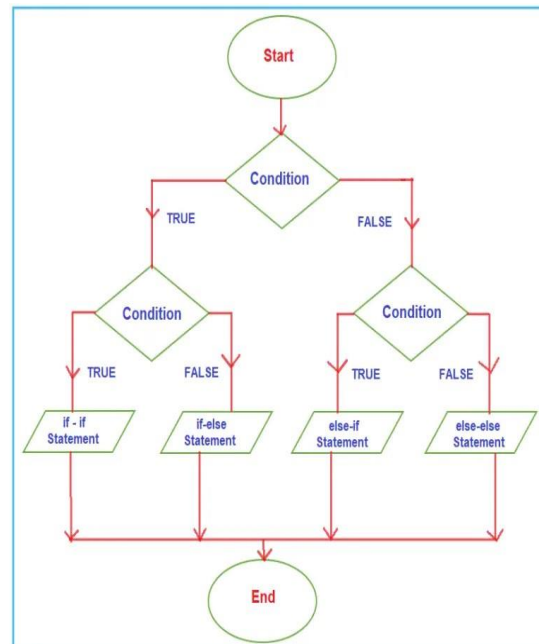 Start
Condition
TRUE
FALSE
Condition
Condition
TRUE
FALSE
TRUE
FALSE
if - if
Statement
if-else
Statement
else-if
Statement
else-else
Statement
End